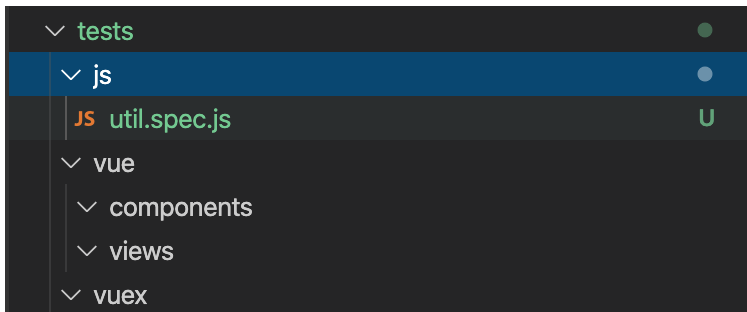 tests
js
JS util.spec.js U
vue
components
views
vuex